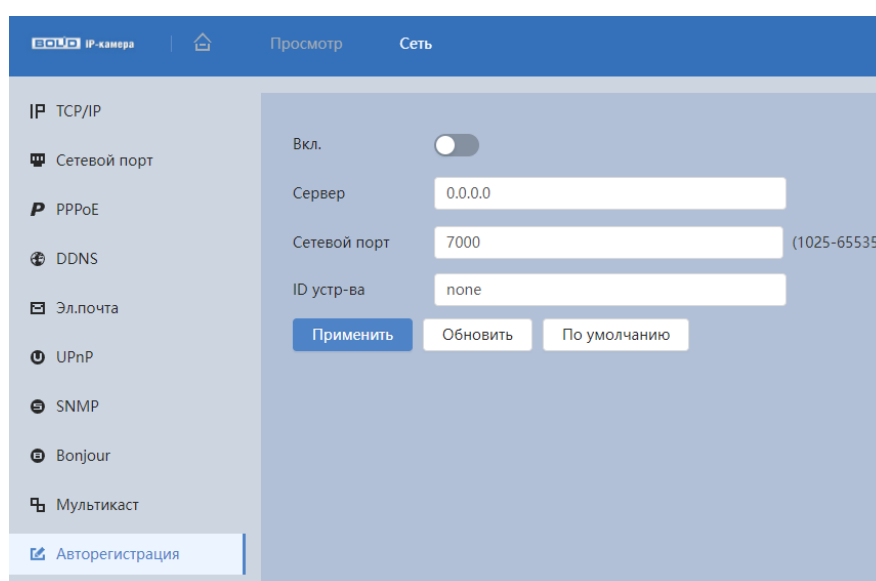 BOLID IP-камера
Просмотр
Сеть
TCP/IP
Сетевой порт
PPPoE
DDNS
Эл.почта
UPnP
SNMP
Bonjour
Мультикаст
Авторегистрация
Вкл.
Сервер 0.0.0.0
Сетевой порт 7000 (1025-65535
ID устр-ва none
Применить Обновить По умолчанию